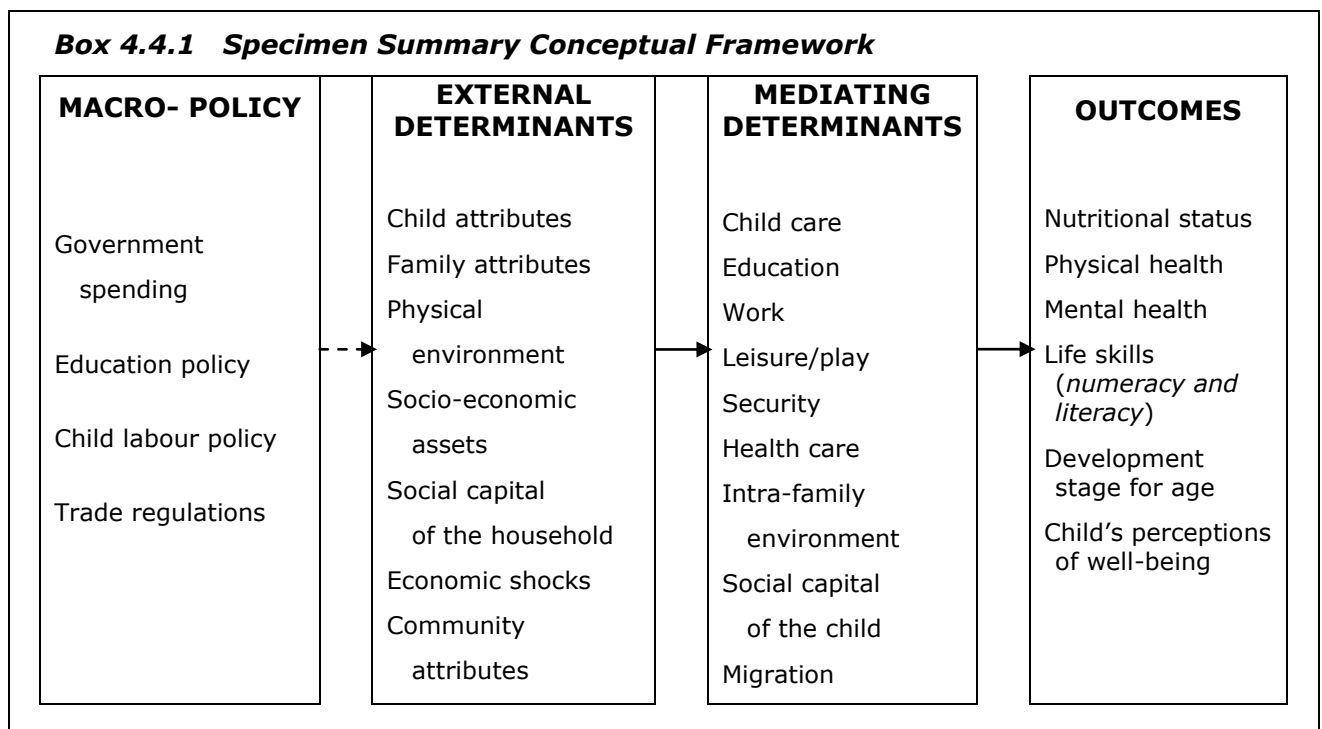 Box 4.4.1 Specimen Summary Conceptual Framework
MACRO- POLICY
Government
spending
Education policy
Child labour policy
Trade regulations
EXTERNAL
DETERMINANTS
Child attributes
Family attributes
Physical
environment
Socio-economic
assets
Social capital
of the household
Economic shocks
Community
attributes
MEDIATING
DETERMINANTS
Child care
Education
Work
Leisure/play
Security
Health care
Intra-family
environment
Social capital
of the child
Migration
OUTCOMES
Nutritional status
Physical health
Mental health
Life skills
(numeracy and
literacy)
Development
stage for age
Child’s perceptions
of well-being